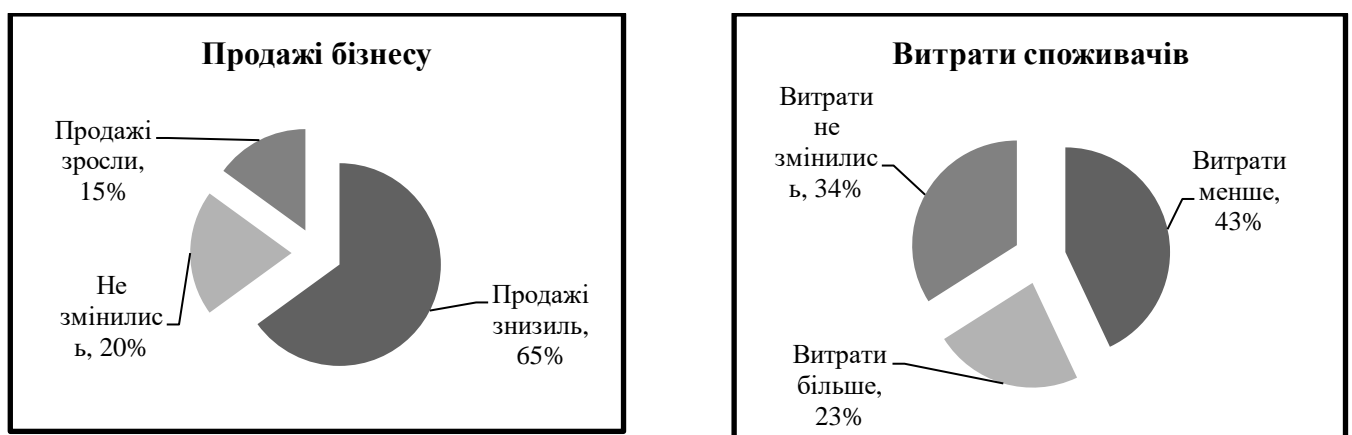 Продажі бізнесу
Продажі
зросли,
15%
Не
змінилис
ь, 20%
Продажі
знизиль,
65%
Витрати споживачів
Витрати
не
змінилис
ь, 34%
Витрати
менше,
43%
Витрати
більше,
23%